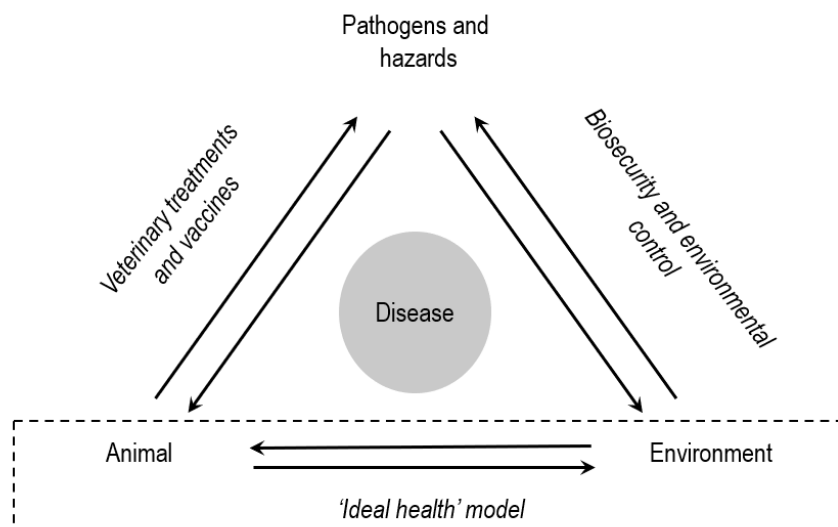 Pathogens and
hazards
Veterinary treatments
and vaccines
Biosecurity and environmental
control
Disease
Animal
Environment
‘Ideal health’ model